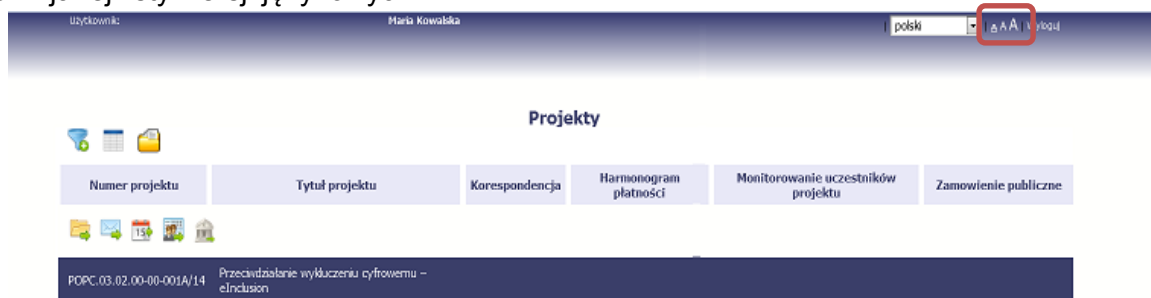 Użytkownik: Maria Kowalska | polski | A A A | Wyloguj
Projekty
Numer projektu Tytuł projektu Korespondencja Harmonogram płatności Monitorowanie uczestników projektu Zamowienie publiczne
15
POPC.03.02.00-00-001A/14 Przeciwdziałanie wykluczeniu cyfrowemu –
eInclusion